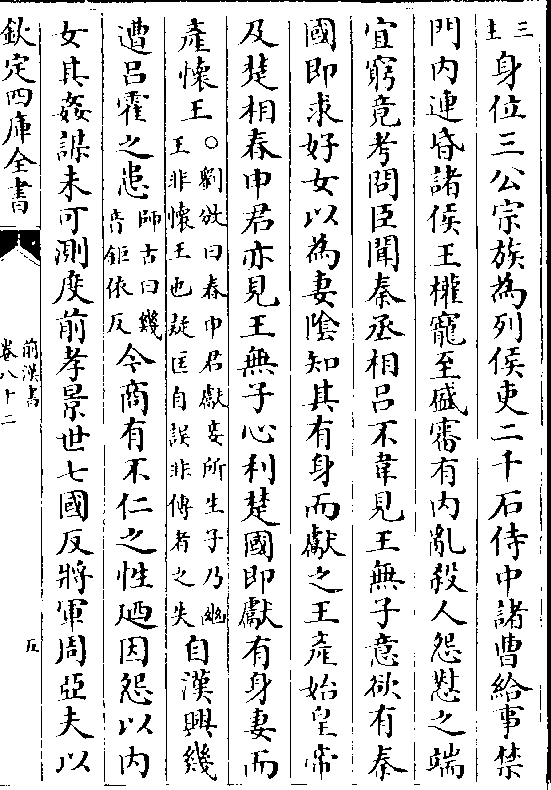 三
土
身位三公宗族為列侯吏二千石侍中諸曹給事禁
門内連昏諸侯王權寵至盛審有内亂殺人怨懟之端
宜窮竟考問臣聞秦丞相吕不韋見王無子意欲有秦
國即求好女以為妻隂知其有身而獻之王産始皇帝
及楚相春申君亦見王無子心利楚國即獻有身妻而
産懷王○劉攽曰春申君獻妾所生子乃幽
王非懷王也疑匡自誤非傳者之失自漢興幾
遭吕霍之患師古曰幾
音鉅依反今商有不仁之性廼因怨以内
女其姦謀未可測度前孝景世七國反將軍周亞夫以
欽定四庫全書
前漢書
卷八十二
五